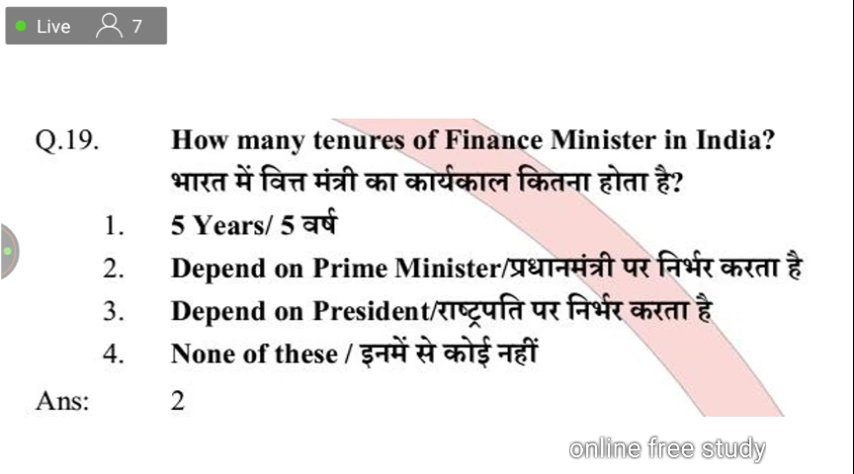 Live 7
Q.19. How many tenures of Finance Minister in India?
भारत में वित्त मंत्री का कार्यकाल कितना होता है?
1. 5 Years/ 5 वर्ष
2. Depend on Prime Minister/प्रधानमंत्री पर निर्भर करता है
3. Depend on President/राष्ट्रपति पर निर्भर करता है
4. None of these / इनमें से कोई नहीं
Ans: 2
online free study